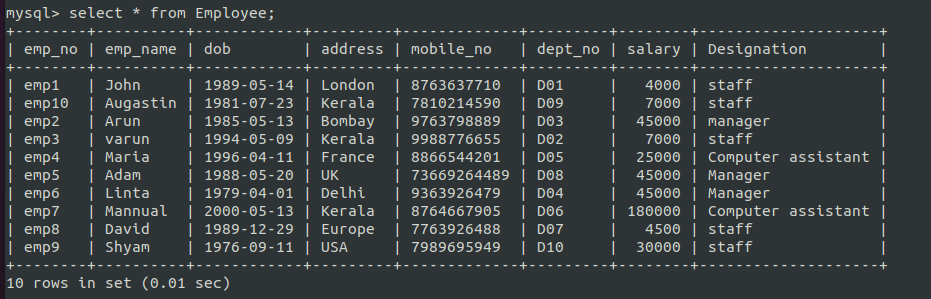 mysql> select * from Employee;
+--------+----------+------------+---------+-------------+---------+--------+--------------------+
| emp_no | emp_name | dob        | address | mobile_no   | dept_no | salary | Designation        |
+--------+----------+------------+---------+-------------+---------+--------+--------------------+
| emp1   | John     | 1989-05-14 | London  | 8763637710  | D01     |   4000 | staff              |
| emp10  | Augastin | 1981-07-23 | Kerala  | 7810214590  | D09     |   7000 | staff              |
| emp2   | Arun     | 1985-05-13 | Bombay  | 9763798889  | D03     |  45000 | manager            |
| emp3   | varun    | 1994-05-09 | Kerala  | 9988776655  | D02     |   7000 | staff              |
| emp4   | Maria    | 1996-04-11 | France  | 8866544201  | D05     |  25000 | Computer assistant |
| emp5   | Adam     | 1988-05-20 | UK      | 73669264489 | D08     |  45000 | Manager            |
| emp6   | Linta    | 1979-04-01 | Delhi   | 9363926479  | D04     |  45000 | Manager            |
| emp7   | Mannual  | 2000-05-13 | Kerala  | 8764667905  | D06     | 180000 | Computer assistant |
| emp8   | David    | 1989-12-29 | Europe  | 7763926488  | D07     |   4500 | staff              |
| emp9   | Shyam    | 1976-09-11 | USA     | 7989695949  | D10     |  30000 | staff              |
+--------+----------+------------+---------+-------------+---------+--------+--------------------+
10 rows in set (0.01 sec)